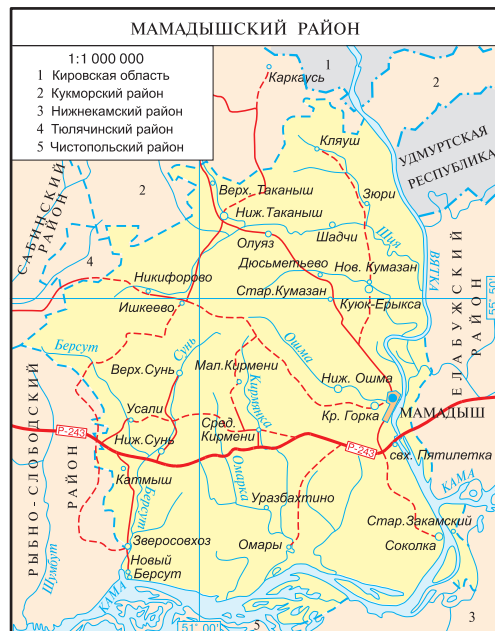 МАМАДЫШСКИЙ РАЙОН
1:1 000 000
1 Кировская область
2 Кукморский район
3 Нижнекамский район
4 Тюлячинский район
5 Чистопольский район
Каркаусь
1
2
УДМУРТСКАЯ
РЕСПУБЛИКА
Кляуш
САБИНСКИЙ
РАЙОН
2
Верх. Таканыш
Зюри
Ниж.Таканыш
Шадчи
Шия
ВЯТКА
Олуяз
4
Дюсьметьево
Нов. Кумазан
Никифорово
Стар.Кумазан
Куюк-Ерыкса
ЕЛАБУЖСКИЙ
РАЙОН
55°50'
Ишкеево
Берсут
Сунь
Верх.Сунь
Мал.Кирмени
Ошма
Кирмянка
Ниж. Ошма
Кр. Горка
МАМАДЫШ
РЫБНО-СЛОБОДСКИЙ
РАЙОН
Усали
Р-243
Сред.
Кирмени
Ниж.Сунь
Р-243
свх. Пятилетка
Катмыш
Берсут
Омарка
КАМА
Уразбахтино
Стар.Закамский
Зверосовхоз
Омары
Соколка
Новый
Берсут
Шумбут
КАМА
51°00'
5
3